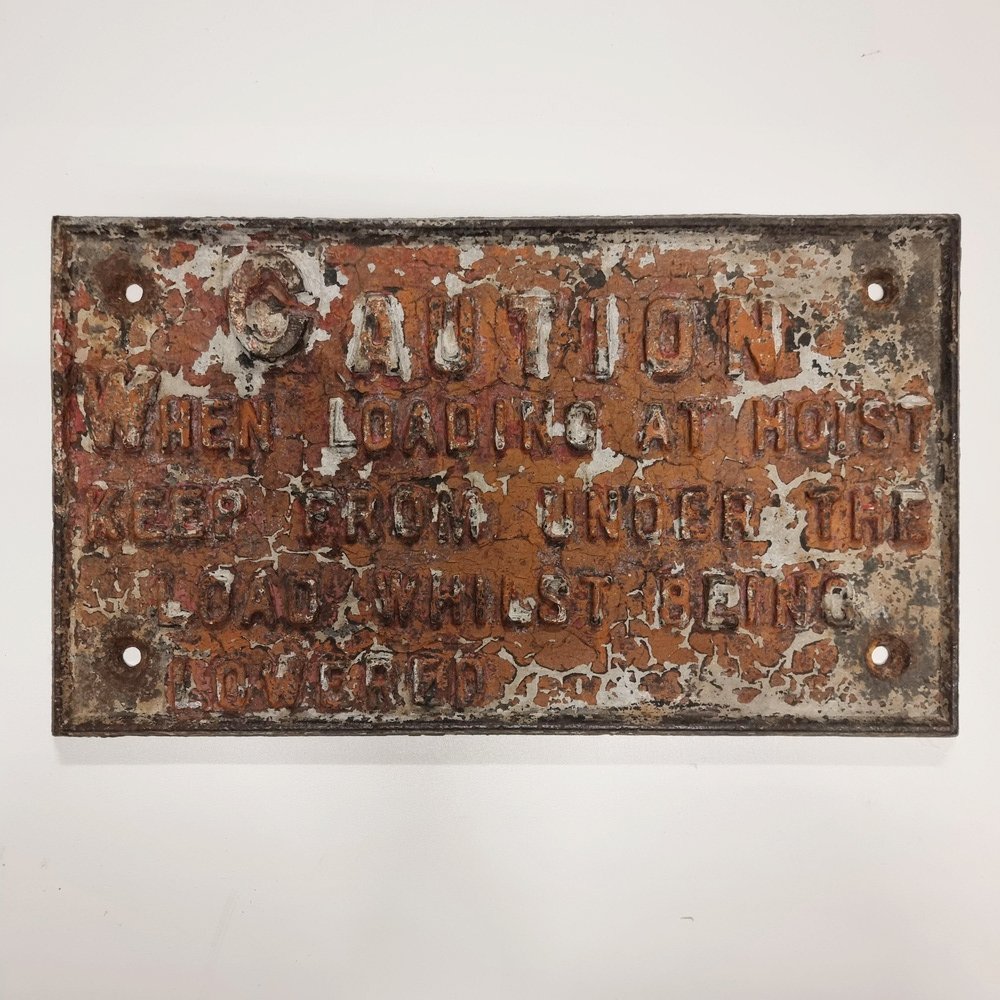 CAUTION
WHEN LOADING AT HOIST
KEEP FROM UNDER THE
LOAD WHILST BEING
LOWERED